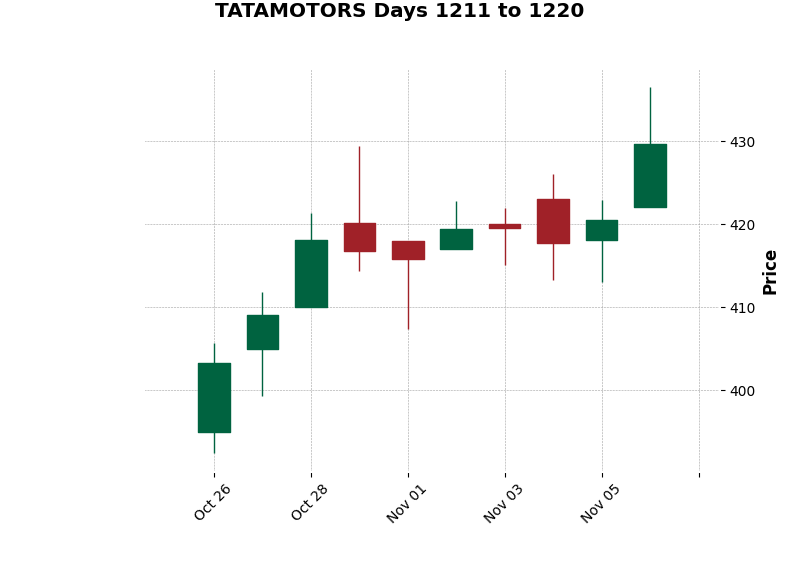 TATAMOTORS Days 1211 to 1220
430
420
410
400
Price
Oct 26
Oct 28
Nov 01
Nov 03
Nov 05